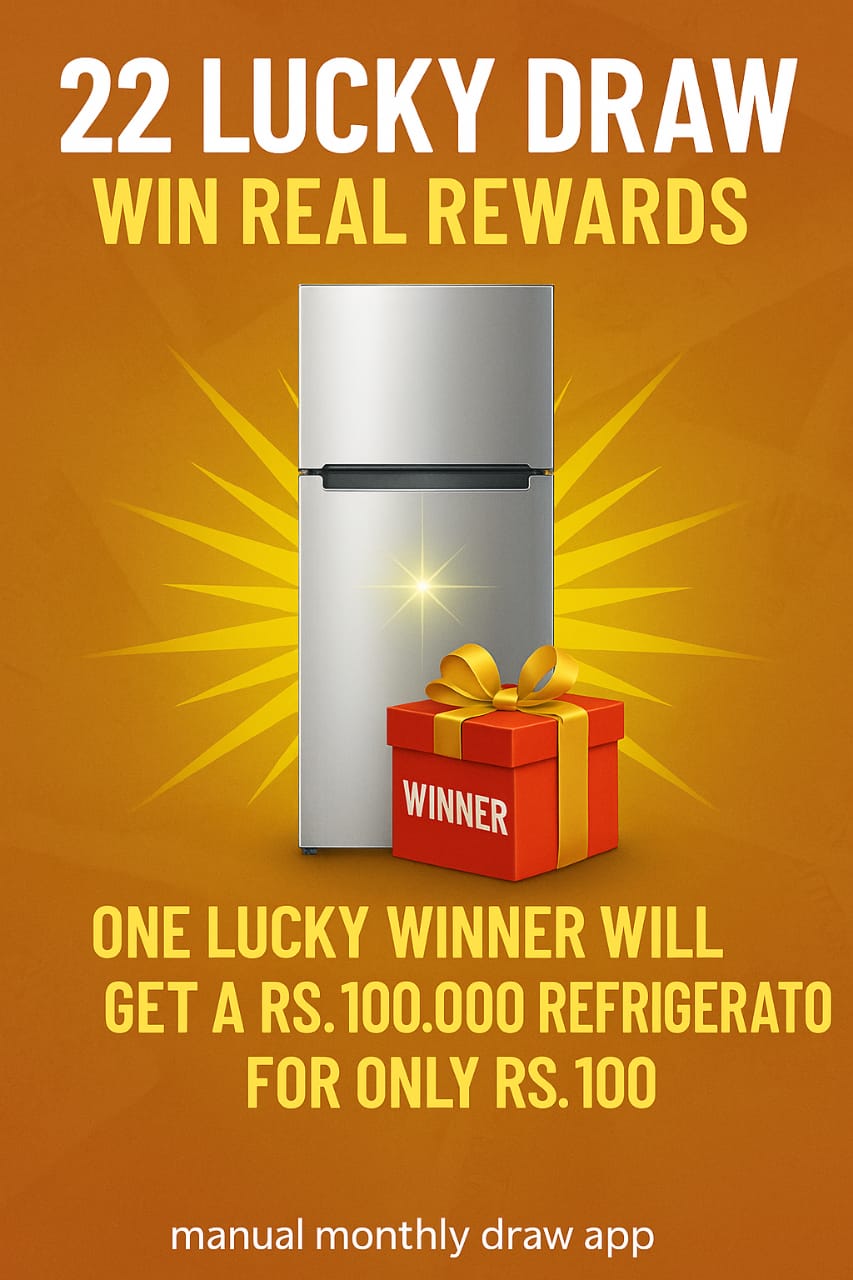 22 LUCKY DRAW
WIN REAL REWARDS
WINNER
ONE LUCKY WINNER WILL
GET A RS.100.000 REFRIGERATO
FOR ONLY RS.100
manual monthly draw app